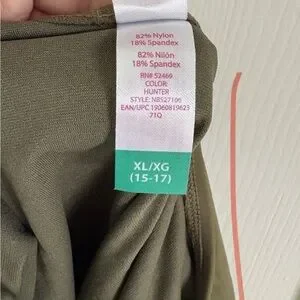 82% Nylon
18% Spandex
82% Nilón
18% Spandex
RN# 52469
COLOR:
HUNTER
STYLE: NBS27106
EAN/UPC 19060819623
71Q
XL/XG
(15-17)